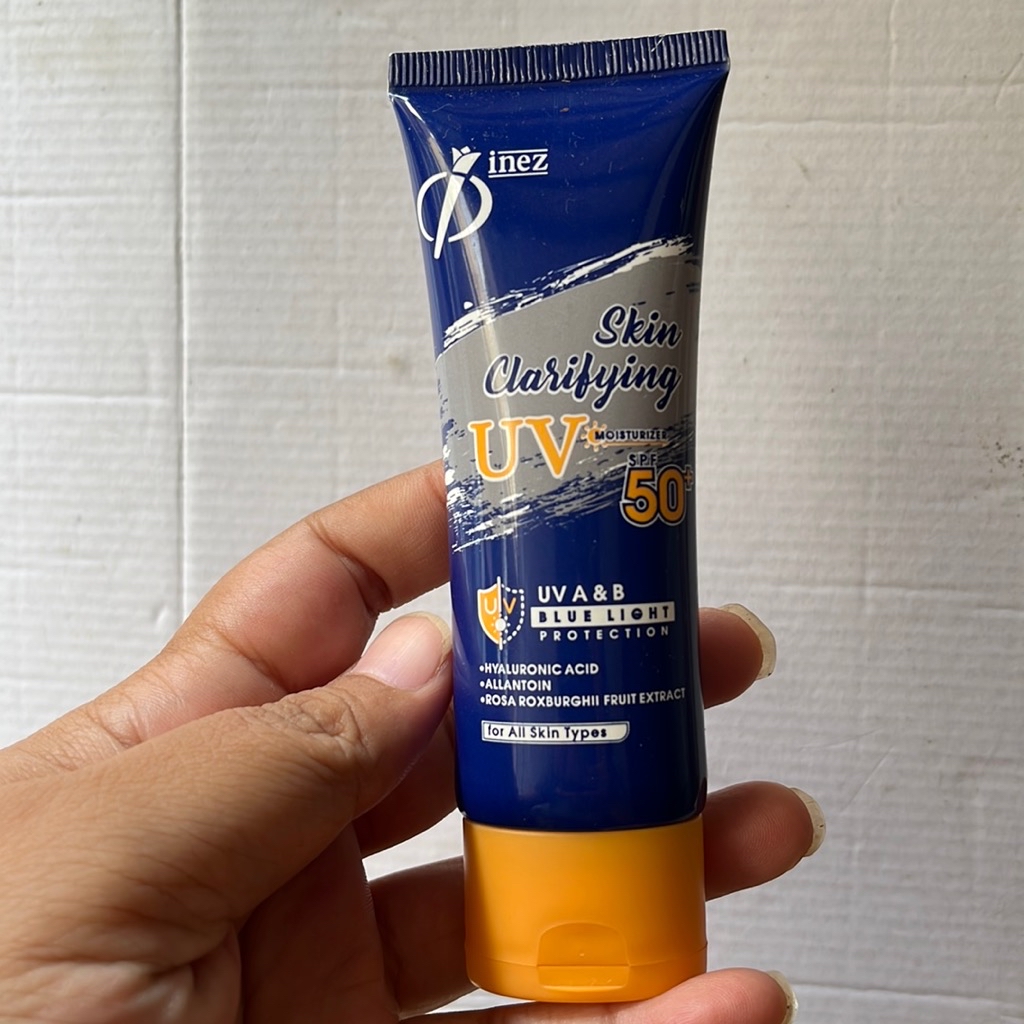 inez
Skin
Clarifying
UV MOISTURIZER
SPF
50+
UV
UV A & B
BLUE LIGHT
PROTECTION
•HYALURONIC ACID
•ALLANTOIN
•ROSA ROXBURGHII FRUIT EXTRACT
for All Skin Types